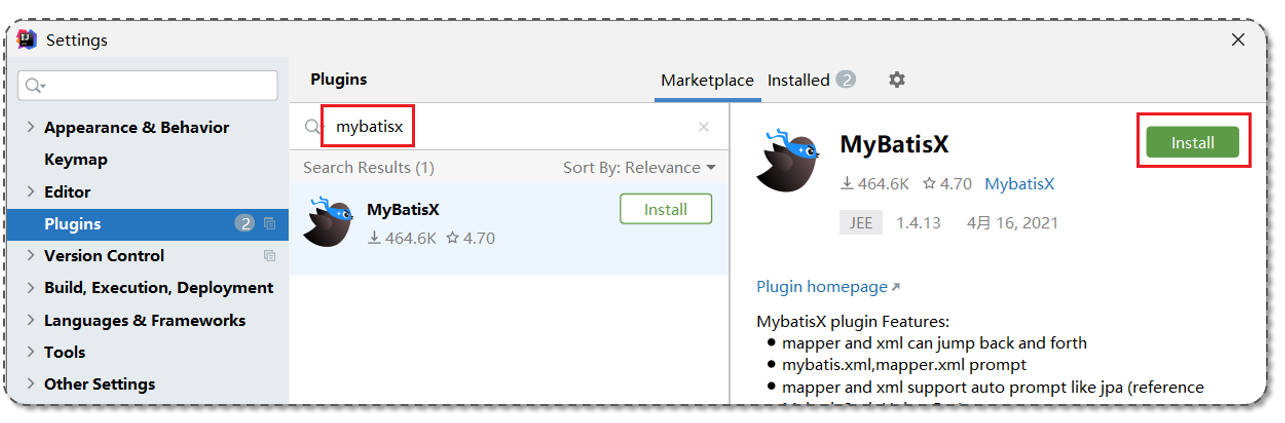 Settings
Plugins
Marketplace
Installed 2
Appearance & Behavior
Keymap
Editor
Plugins 2
Version Control
Build, Execution, Deployment
Languages & Frameworks
Tools
Other Settings
mybatisx
Search Results (1)
Sort By: Relevance
MyBatisX
Install
464.6K 4.70
MyBatisX
Install
464.6K 4.70 MybatisX
JEE 1.4.13 4月 16, 2021
Plugin homepage
MybatisX plugin Features:
mapper and xml can jump back and forth
mybatis.xml,mapper.xml prompt
mapper and xml support auto prompt like jpa (reference